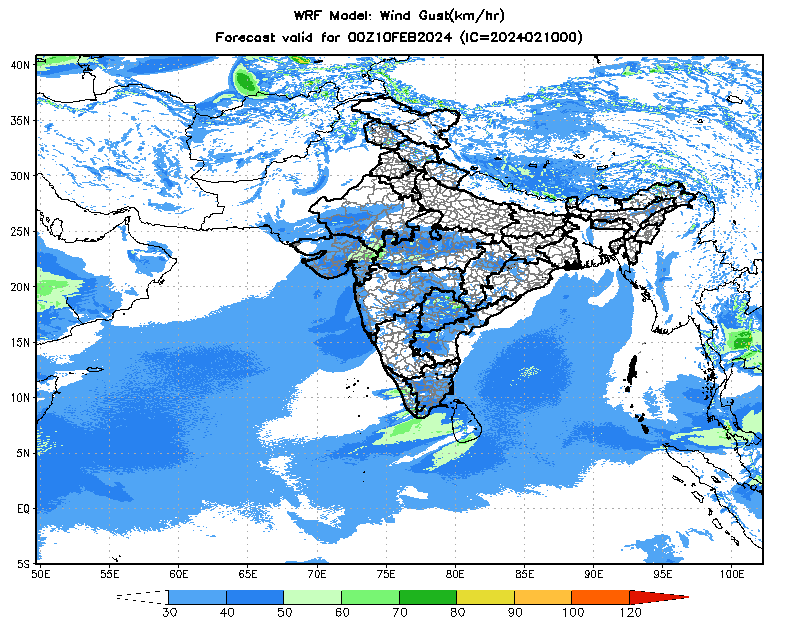 WRF Model: Wind Gust(km/hr)
Forecast valid for 00Z10FEB2024 (IC=2024021000)
40N
35N
30N
25N
20N
15N
10N
5N
EQ
5S
50E 55E 60E 65E 70E 75E 80E 85E 90E 95E 100E
30 40 50 60 70 80 90 100 120